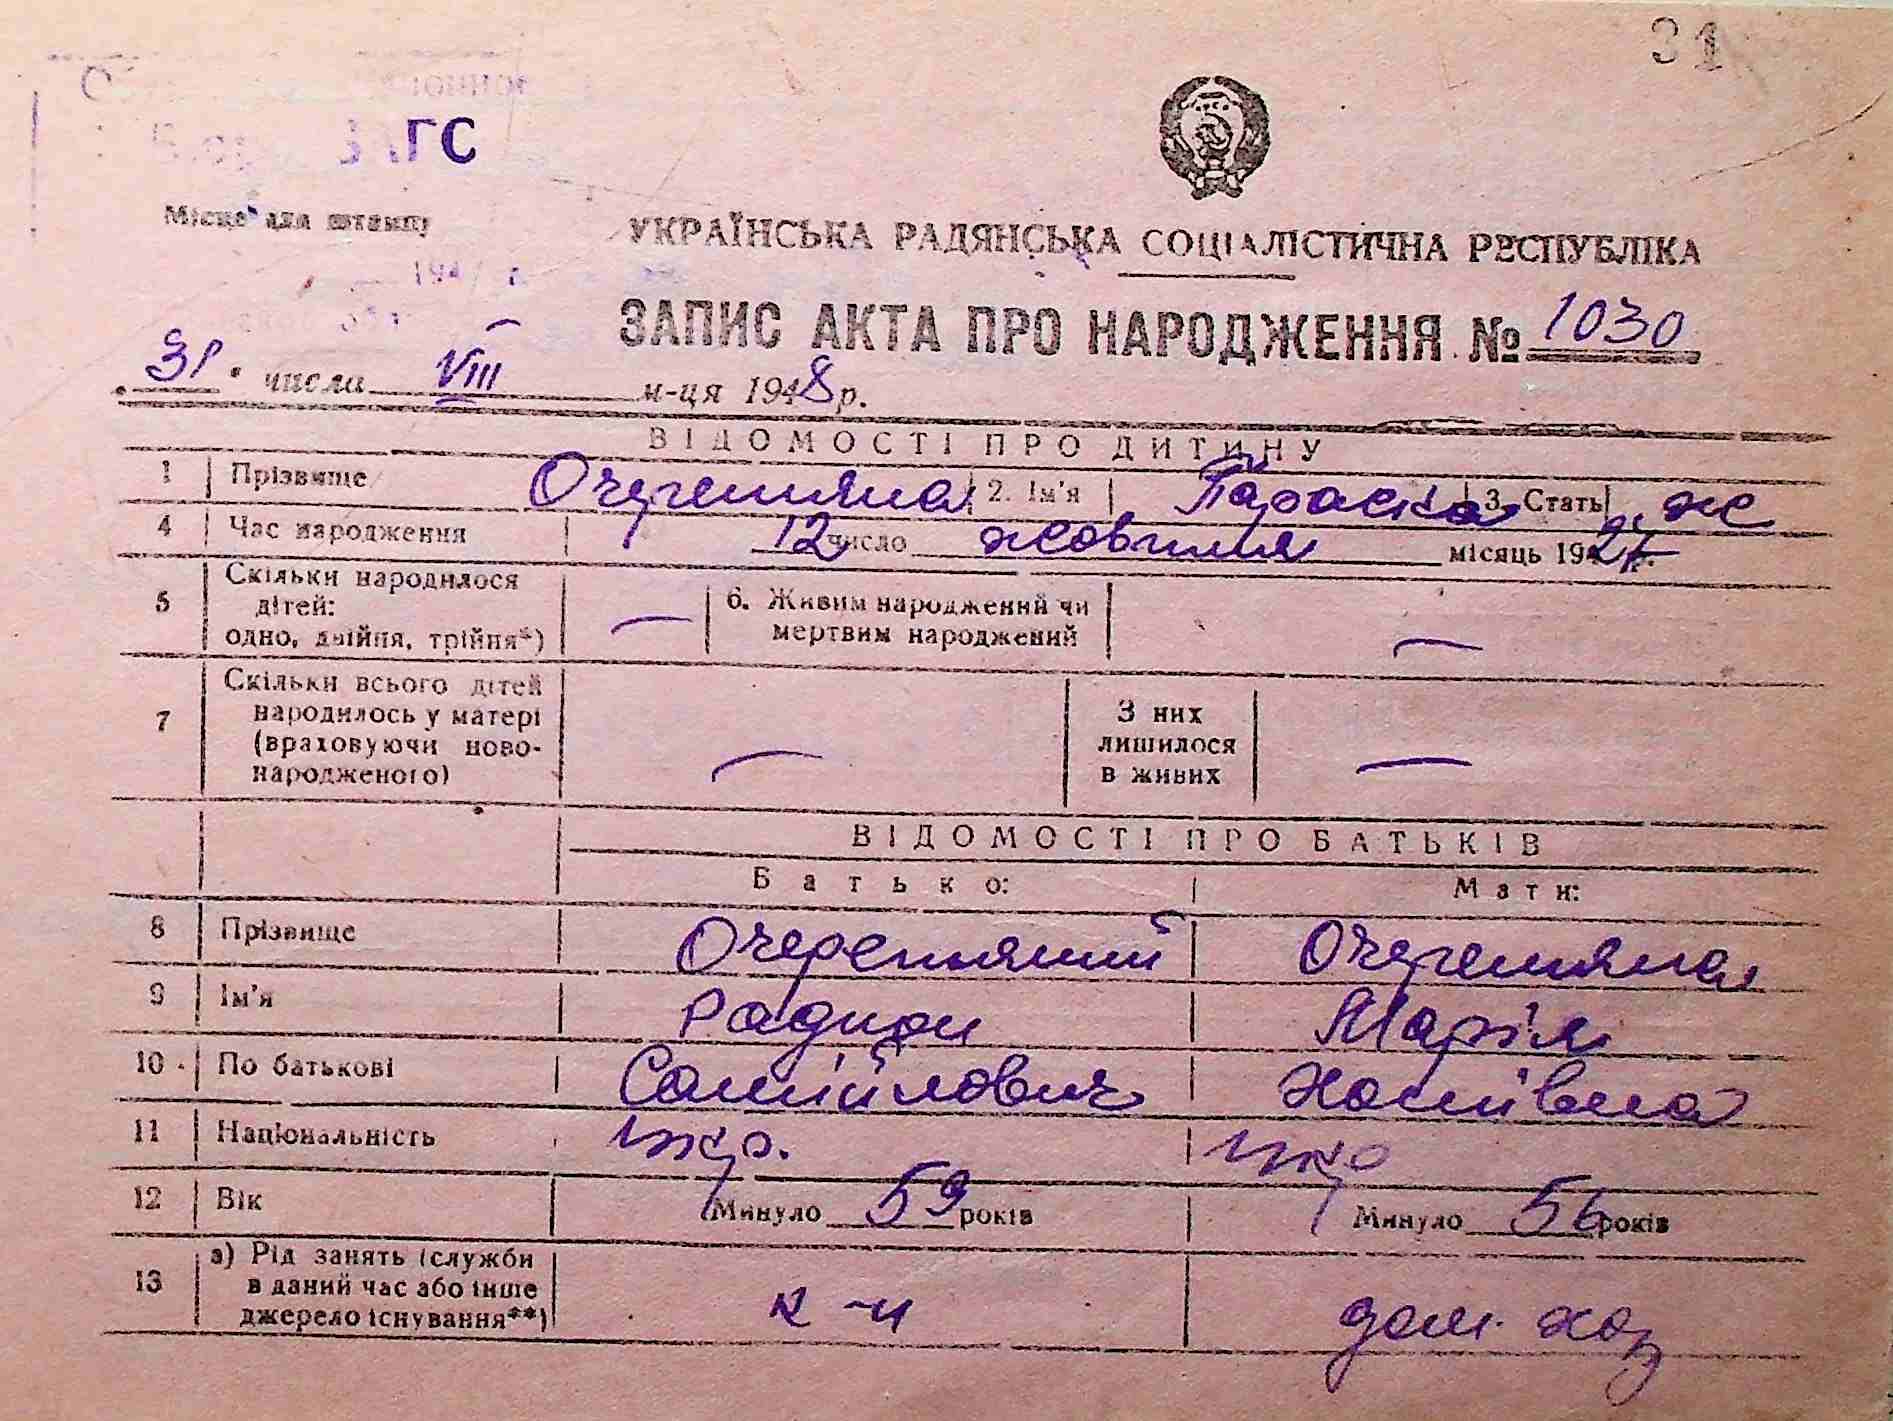 31
ГС
Місце для штампу
УКРАЇНСЬКА РАДЯНСЬКА СОЦІАЛІСТИЧНА РЕСПУБЛІКА
ЗАПИС АКТА ПРО НАРОДЖЕННЯ № 1030
"31" числа VIII м-ця 1948 р.
ВІДОМОСТІ ПРО ДИТИНУ
1 Прізвище Очеретяна 2. Ім'я Параска 3. Стать ж
4 Час народження 12 число жовтня місяць 192
5 Скільки народилося
дітей:
одно, двійня, трійня*) —
6. Живим народжений чи
мертвим народжений —
7 Скільки всього дітей
народилось у матері
(враховуючи ново-
народженого) —
З них
лишилося
в живих —
ВІДОМОСТІ ПРО БАТЬКІВ
Батько: Мати:
8 Прізвище Очеретяний Очеретяна
9 Ім'я Радион Марія
10 По батькові Самійлович Хомівна
11 Національність укр. укр
12 Вік Минуло 59 років Минуло 56 років
13 а) Рід занять (служби
в даний час або інше
джерело існування**) к-к дом. хоз